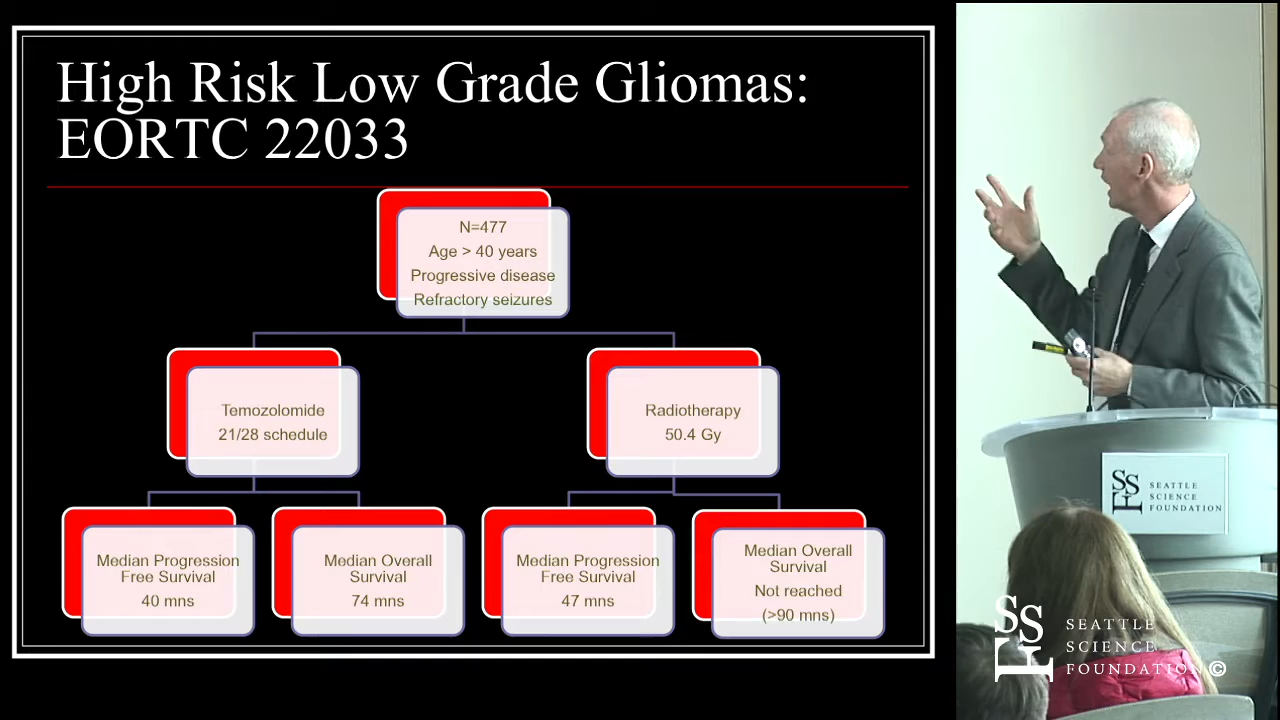 High Risk Low Grade Gliomas:
EORTC 22033
N=477
Age > 40 years
Progressive disease
Refractory seizures
Temozolomide
21/28 schedule
Radiotherapy
50.4 Gy
Median Progression
Free Survival
40 mns
Median Overall
Survival
74 mns
Median Progression
Free Survival
47 mns
Median Overall
Survival
Not reached
(>90 mns)
SSF
SEATTLE
SCIENCE
FOUNDATION
SSF
SEATTLE
SCIENCE
FOUNDATION©